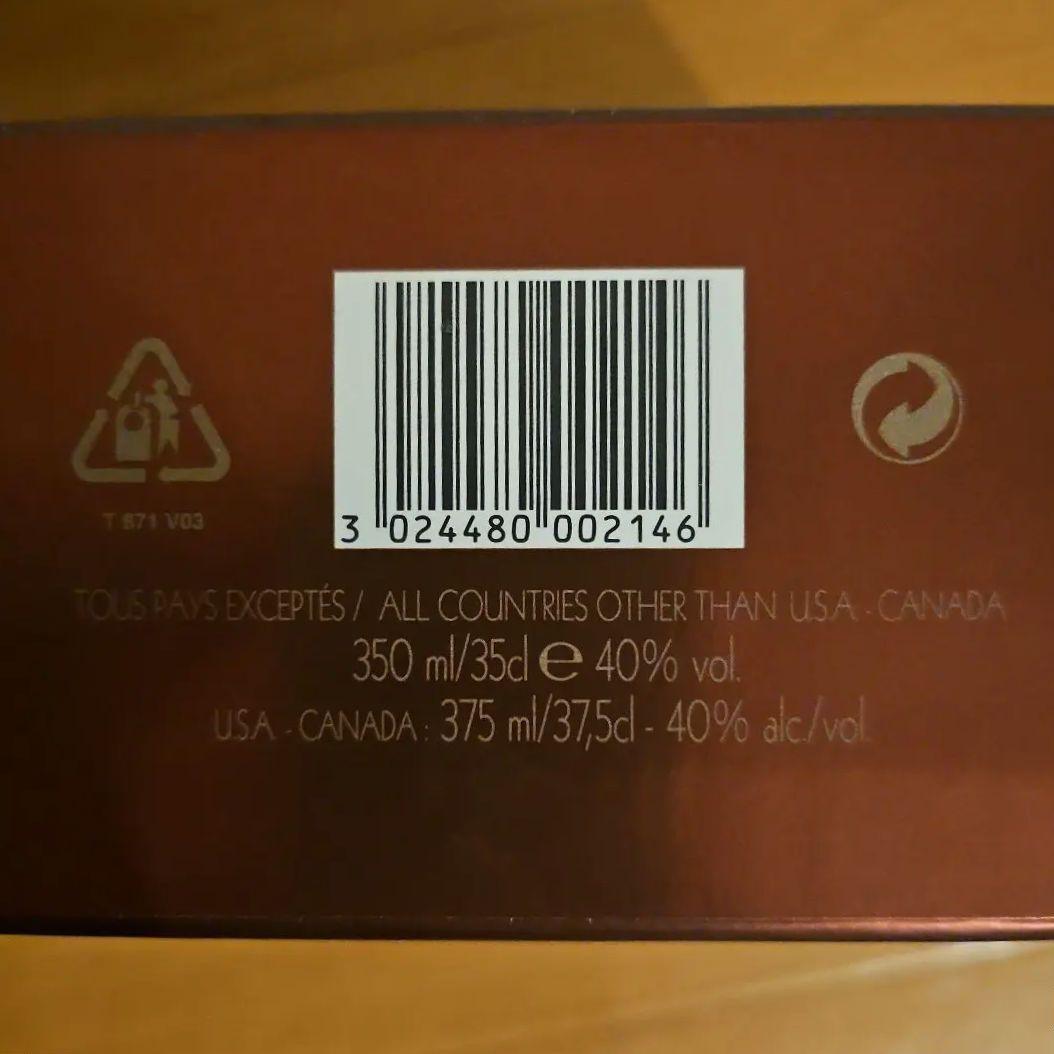 3 024480 002146
T 671 V03
TOUS PAYS EXCEPTÉS / ALL COUNTRIES OTHER THAN U.S.A - CANADA
350 ml/35cl e 40% vol.
U.S.A - CANADA : 375 ml/37,5cl - 40% alc./vol.